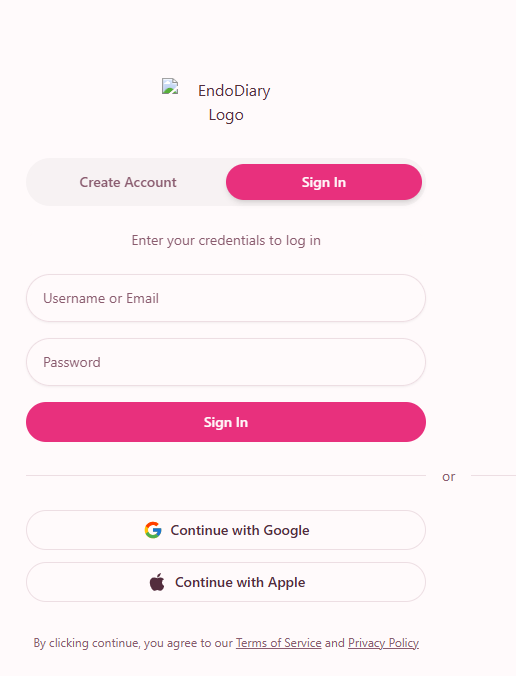 EndoDiary
Logo
Create Account
Sign In
Enter your credentials to log in
Username or Email
Password
Sign In
or
Continue with Google
Continue with Apple
By clicking continue, you agree to our Terms of Service and Privacy Policy